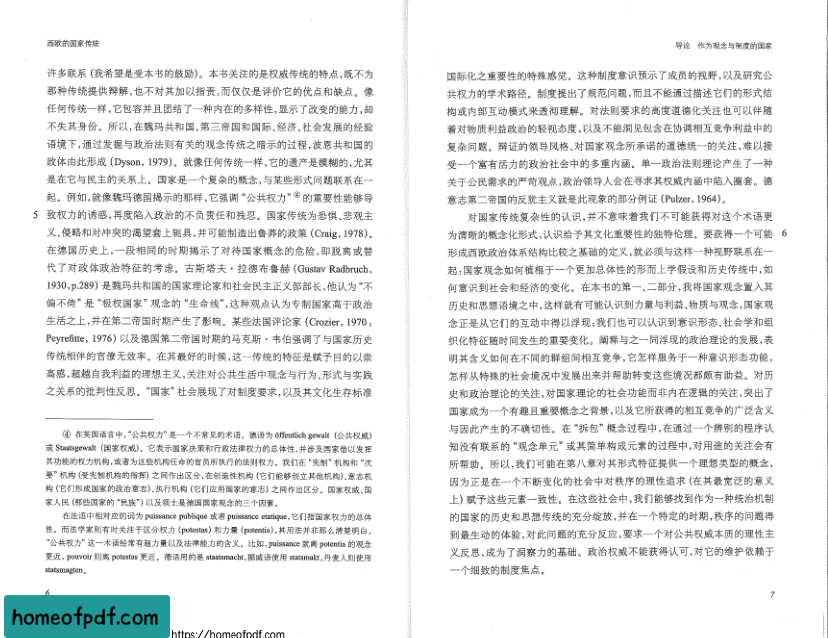 西欧的国家传统
许多联系 (我希望是受本书的鼓励)。本书关注的是权威传统的特点,既不为
那种传统提供辩解,也不对其加以指责,而仅仅是评价它的优点和缺点。像
任何传统一样,它包容并且团结了一种内在的多样性,显示了改变的能力,却
不失其身份。所以,在魏玛共和国、第三帝国和国际、经济、社会发展的经验
语境下,通过发掘与政治法则有关的观念传统之暗示的过程,波恩共和国的
政体由此形成 (Dyson, 1979)。就像任何传统一样,它的遗产是模糊的,尤其
是在它与民主的关系上。国家是一个复杂的概念,与某些形式问题联系在一
起。例如,就像魏玛德国揭示的那样,它强调“公共权力”④ 的重要性能够导
5 致权力的诱惑,再度陷入政治的不负责任和残忍。国家传统为恐惧、悲观主
义、侵略和对冲突的渴望套上辄具,并可能制造出鲁莽的政策 (Craig, 1978)。
在德国历史上,一段相同的时期揭示了对待国家概念的危险,即脱离或替
代了对政体政治特征的考虑。古斯塔夫·拉德布鲁赫 (Gustav Radbruch,
1930, p.289) 是魏玛共和国的国家理论家和社会民主正义部部长,他认为“不
偏不倚” 是 “极权国家” 观念的 “生命线”,这种观点认为专制国家高于政治
生活之上,并在第二帝国时期产生了影响。某些法国评论家 (Crozier, 1970;
Peyrefitte, 1976) 以及德国第二帝国时期的马克斯·韦伯强调了与国家历史
传统相伴的官僚无效率。在其最好的时候,这一传统的特征是赋予目的以崇
高感,超越自我利益的理想主义,关注对公共生活中观念与行为、形式与实践
之关系的批判性反思。“国家” 社会展现了对制度要求,以及其文化生存标准
④ 在英国语言中,“公共权力”是一个不常见的术语。德语为 öffentlich gewalt (公共权威)
或 Staatsgewalt (国家权威)。它表示国家决策和行政法律权力的总体性,并涉及国家借以发挥
其功能的权力机构,或者为这些机构任命的官员所执行的法则权力。我们在 “宪制” 机构和 “次
要” 机构 (受宪制机构的指挥) 之间作出区分,在创造性机构 (它们能够创立其他机构)、意志机
构 (它们形成国家的政治意志)、执行机构 (它们应用国家的意志) 之间作出区分。国家权威、国
家人民 (那些国家的 “民族”) 以及领土是德国国家观念的三个因素。
在法语中相对应的词为 puissance publique 或者 puissance etatique,它们指国家权力的总体
性。而法学家则有时关注于区分权力 (potestas) 和力量 (potentia),其用法并非那么清楚明白。
“公共权力” 这一术语经常有超力量以及法律能力的含义。比如, puissance 就离 potentia 的观念
更近, pouvoir 则离 potestas 更近。德语用的是 staatsmacht,挪威语使用 statsmakt,丹麦人则使用
statsmagten。
6
homeofpdf.com
https://homeofpdf.com
导论 作为观念与制度的国家
国际化之重要性的特殊感觉。这种制度意识预示了成员的视野,以及研究公
共权力的学术路径。制度提出了规范问题,而且不能通过描述它们的形式结
构或内部互动模式来透彻理解。对法则要求的高度道德化关注也可以伴随
着对物质利益政治的轻视态度,以及不能洞见包含在协调相互竞争利益中的
复杂问题。辩证的领导风格、对国家观念所承诺的道德统一的关注,难以接
受一个富有活力的政治社会中的多重内涵。单一政治法则理论产生了一种
关于公民需求的严苛观点,政治领导人会在寻求其权威内涵中陷入圈套。德
意志第二帝国的反犹主义就是此现象的部分例证 (Pulzer, 1964)。
对国家传统复杂性的认识,并不意味着我们不可能获得对这个术语更
为清晰的概念化形式,认识给予其文化重要性的独特伦理。要获得一个可能 6
形成西欧政治体系结构比较之基础的定义,就必须与这样一种视野联系在一
起:国家观念如何植根于一个更加总体性的形而上学假设和历史传统中,如
何意识到社会和经济的变化。在本书的第一、二部分,我将国家观念置入其
历史和思想语境之中,这样就有可能认识到力量与利益、物质与观念,国家观
念正是从它们的互动中得以浮现;我们也可以认识到意识形态、社会学和组
织化特征随时间发生的重要变化。阐释与之一同浮现的政治理论的发展,表
明其含义如何在不同的群组间相互竞争,它怎样服务于一种意识形态功能,
怎样从特殊的社会境况中发展出来并帮助转变这些境况都颇有助益。对历
史和政治理论的关注,对国家理论的社会功能而非内在逻辑的关注,突出了
国家成为一个有趣且重要概念之背景,以及它所获得的相互竞争的广泛含义
与因此产生的不确切性。在 “拆包” 概念过程中,在通过一个辨别的程序认
知没有联系的 “观念单元” 或其简单构成元素的过程中,对用途的关注会有
所帮助。所以,我们可能在第八章对其形式特征提供一个理想类型的概念,
因为正是在一个不断变化的社会中对秩序的理性追求 (在其最宽泛的意义
上) 赋予这些元素一致性。在这些社会中,我们能够找到作为一种统治机制
的国家的历史和思想传统的充分绽放,并在一个特定的时期,秩序的问题得
到最生动的体验,对此问题的充分反应,要求一个对公共权威本质的理性主
义反思,成为了洞察力的基础。政治权威不能获得认可,对它的维护依赖于
一个细致的制度焦点。
7